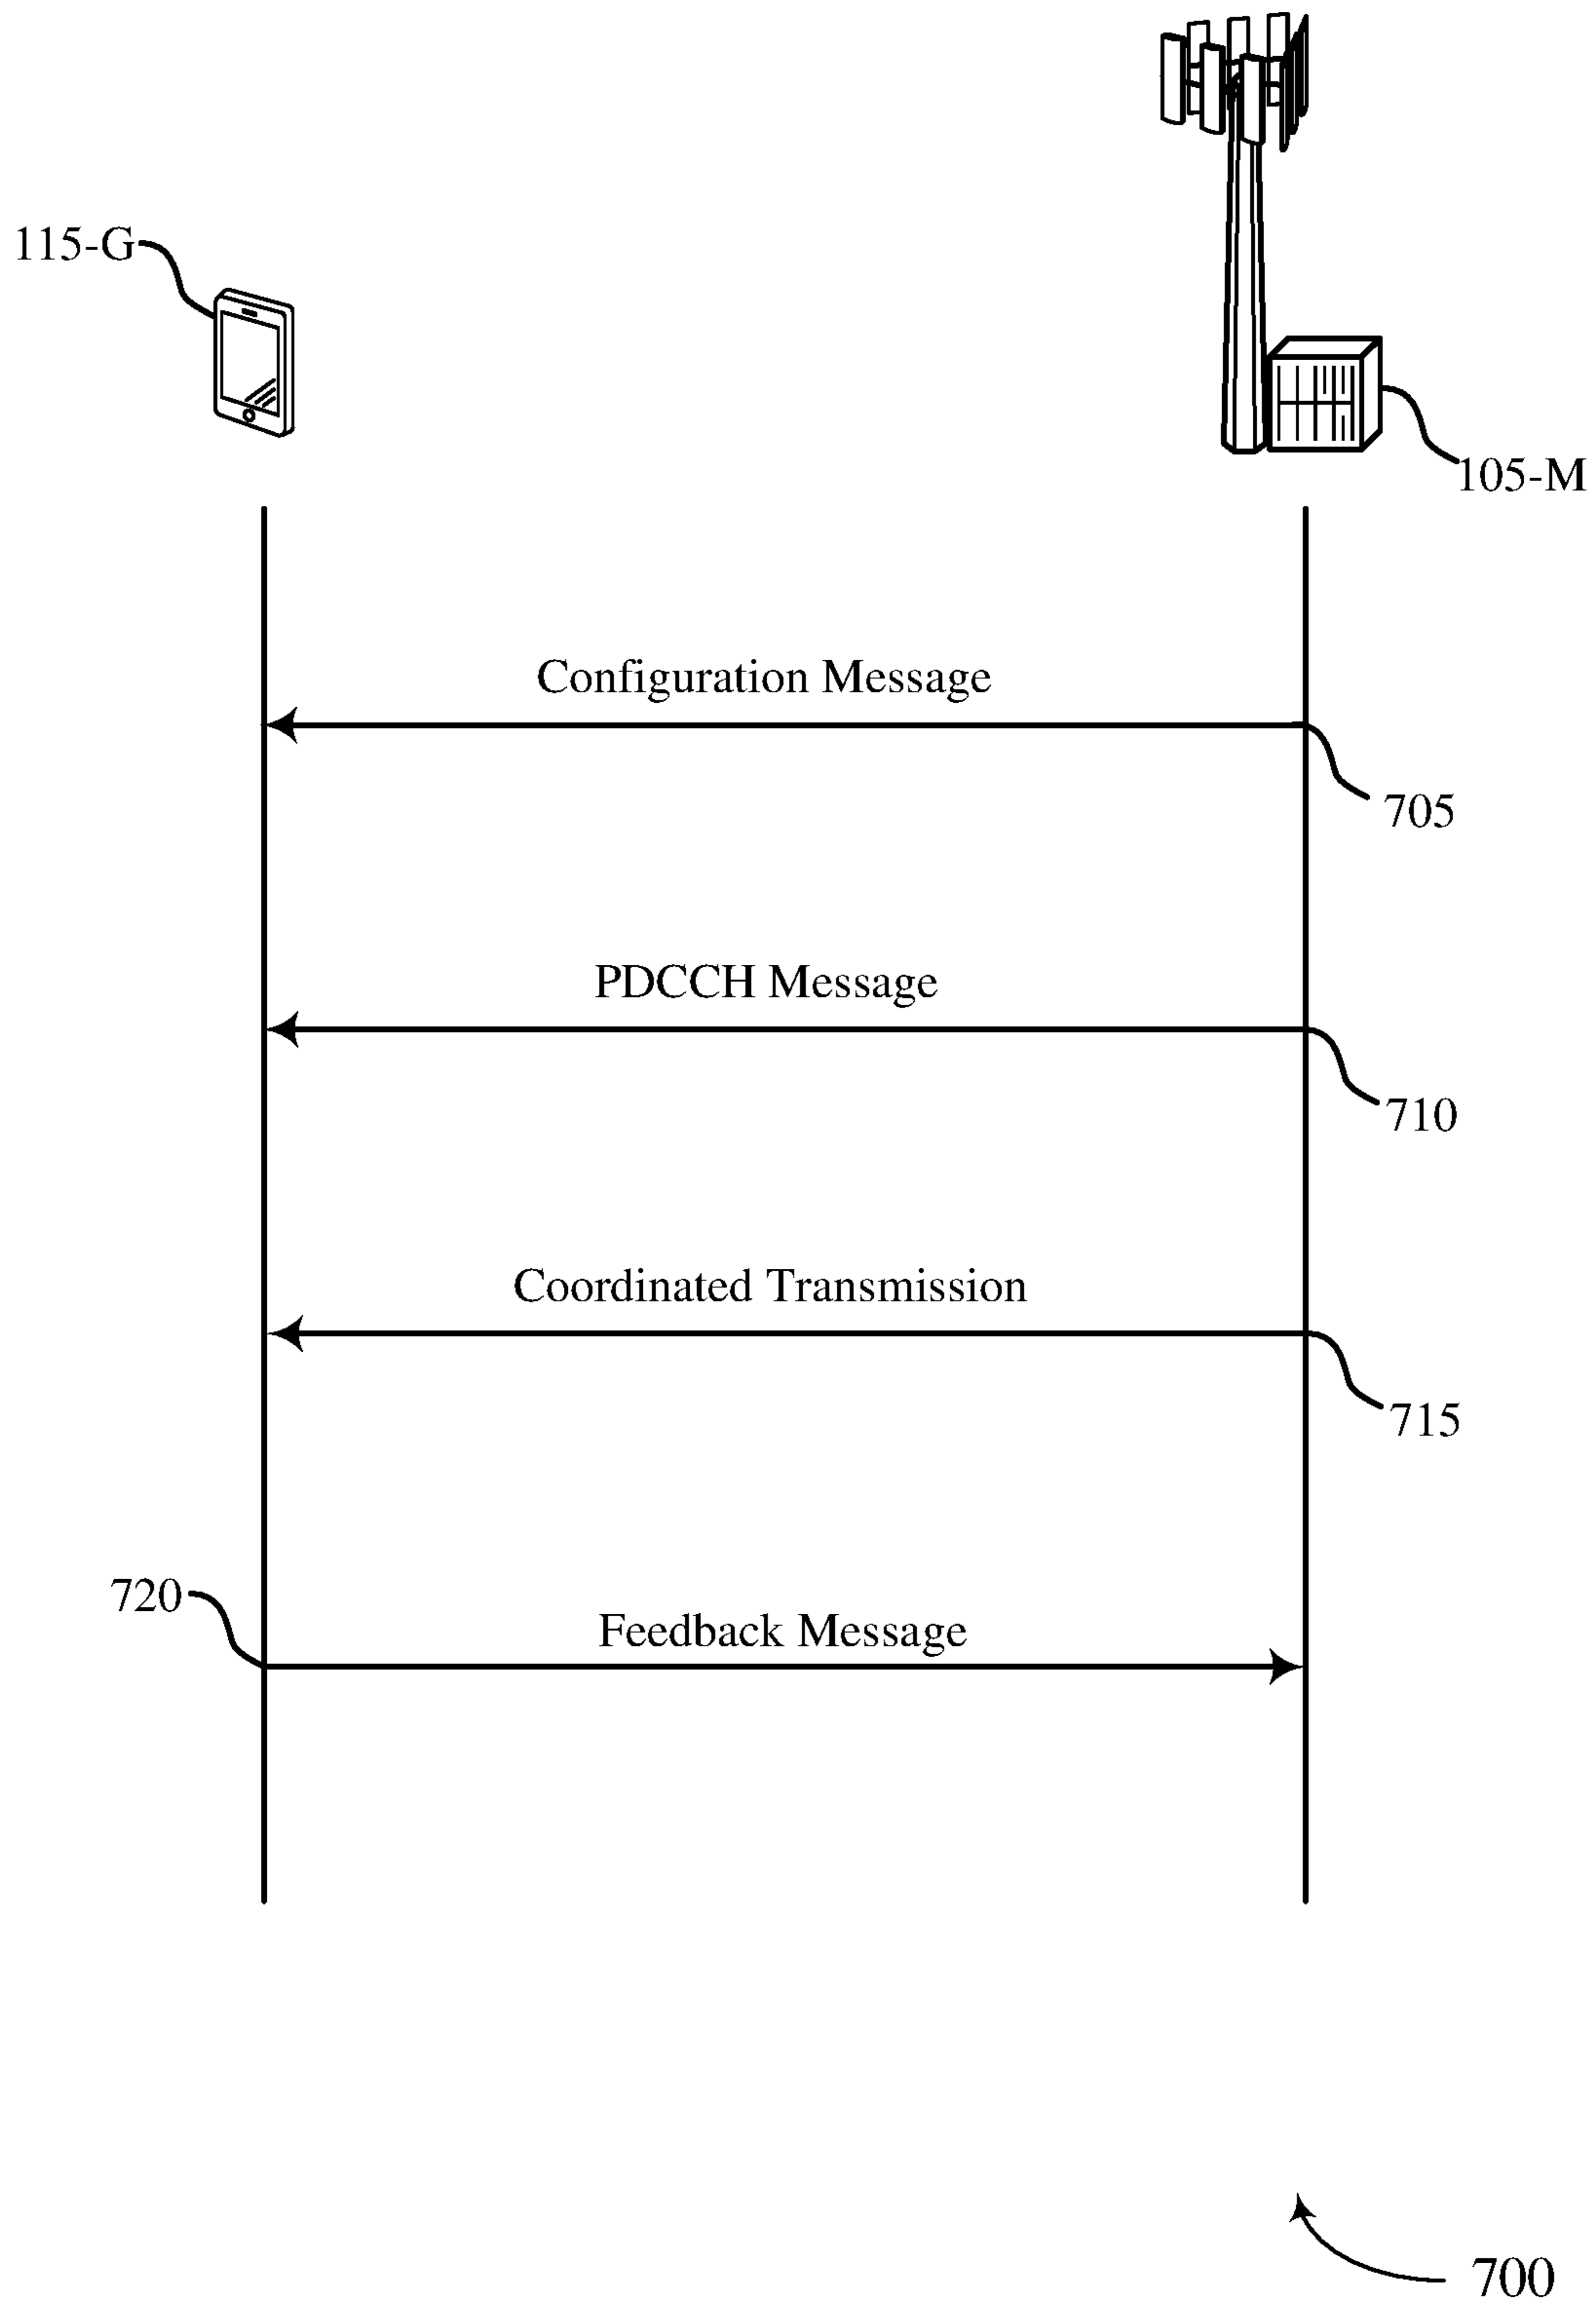 115-G
105-M
Configuration Message
705
PDCCH Message
710
Coordinated Transmission
715
720
Feedback Message
700